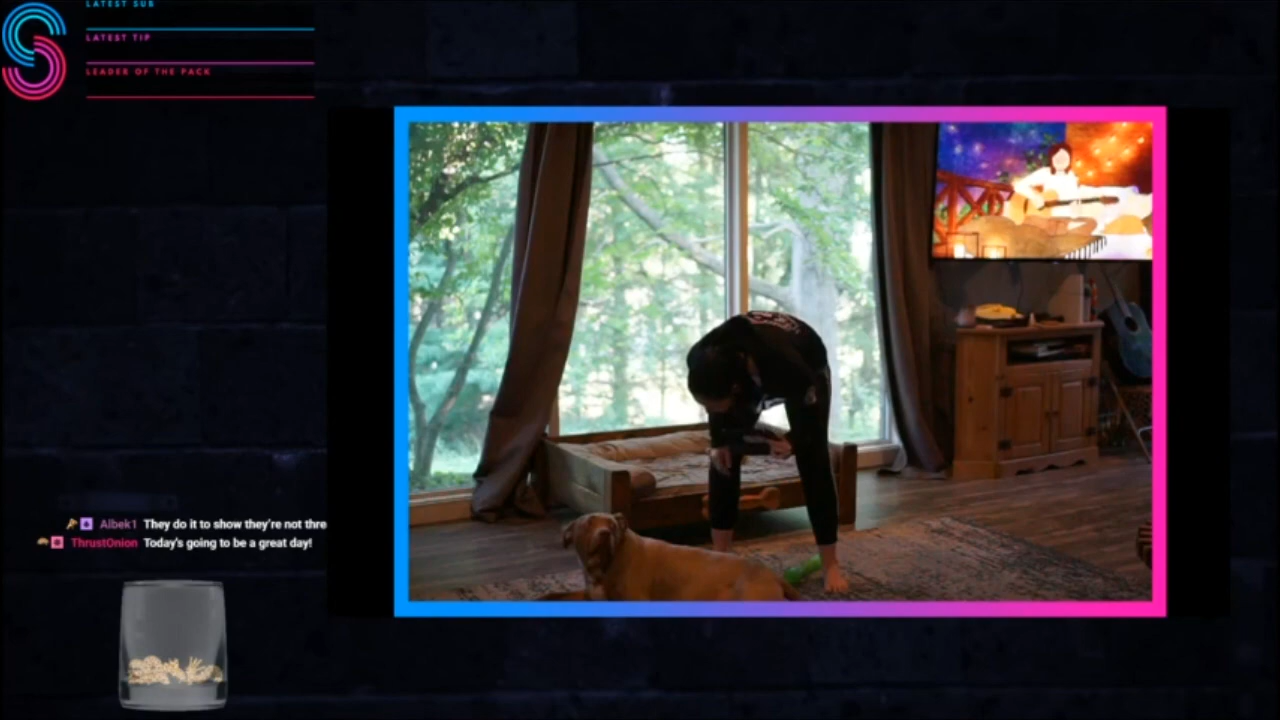 LATEST SUB
LATEST TIP
LEADER OF THE PACK
Albek1 They do it to show they're not thre
ThrustOnion Today's going to be a great day!